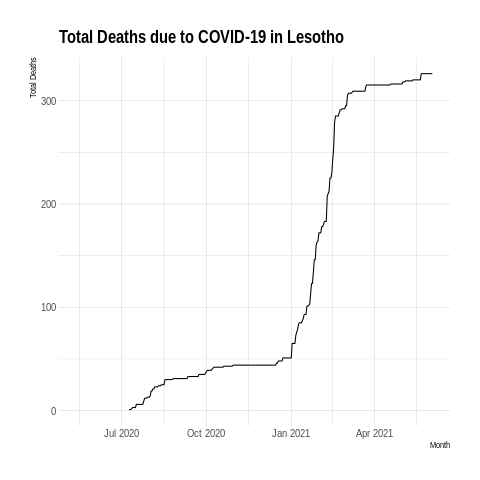 Total Deaths due to COVID-19 in Lesotho
Total Deaths
300
200
100
0
Jul 2020 Oct 2020 Jan 2021 Apr 2021
Month